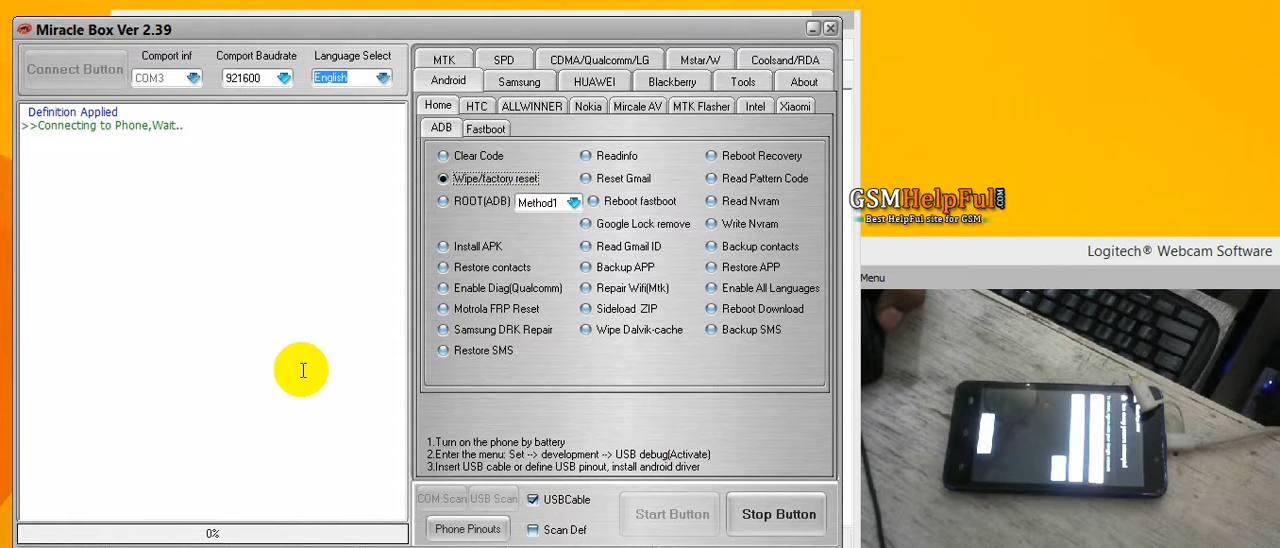 Miracle Box Ver 2.39
Connect Button
Comport inf
COM3
Comport Baudrate
921600
Language Select
English
Definition Applied
>>Connecting to Phone,Wait..
0%
MTK
SPD
CDMA/Qualcomm/LG
Mstar/W
Coolsand/RDA
Android
Samsung
HUAWEI
Blackberry
Tools
About
Home
HTC
ALLWINNER
Nokia
Mircale AV
MTK Flasher
Intel
Xiaomi
ADB
Fastboot
Clear Code
Readinfo
Reboot Recovery
Wipe/factory reset
Reset Gmail
Read Pattern Code
ROOT(ADB)
Method1
Reboot fastboot
Read Nvram
Google Lock remove
Write Nvram
Install APK
Read Gmail ID
Backup contacts
Restore contacts
Backup APP
Restore APP
Enable Diag(Qualcomm)
Repair Wifi(Mtk)
Enable All Languages
Motrola FRP Reset
Sideload ZIP
Reboot Download
Samsung DRK Repair
Wipe Dalvik-cache
Backup SMS
Restore SMS
1.Turn on the phone by battery
2.Enter the menu: Set --> development --> USB debug(Activate)
3.Insert USB cable or define USB pinout, install android driver
COM Scan
USB Scan
USBCable
Phone Pinouts
Scan Def
Start Button
Stop Button
GSMHelpFul.COM
Best HelpFul site for GSM
Logitech® Webcam Software
Menu